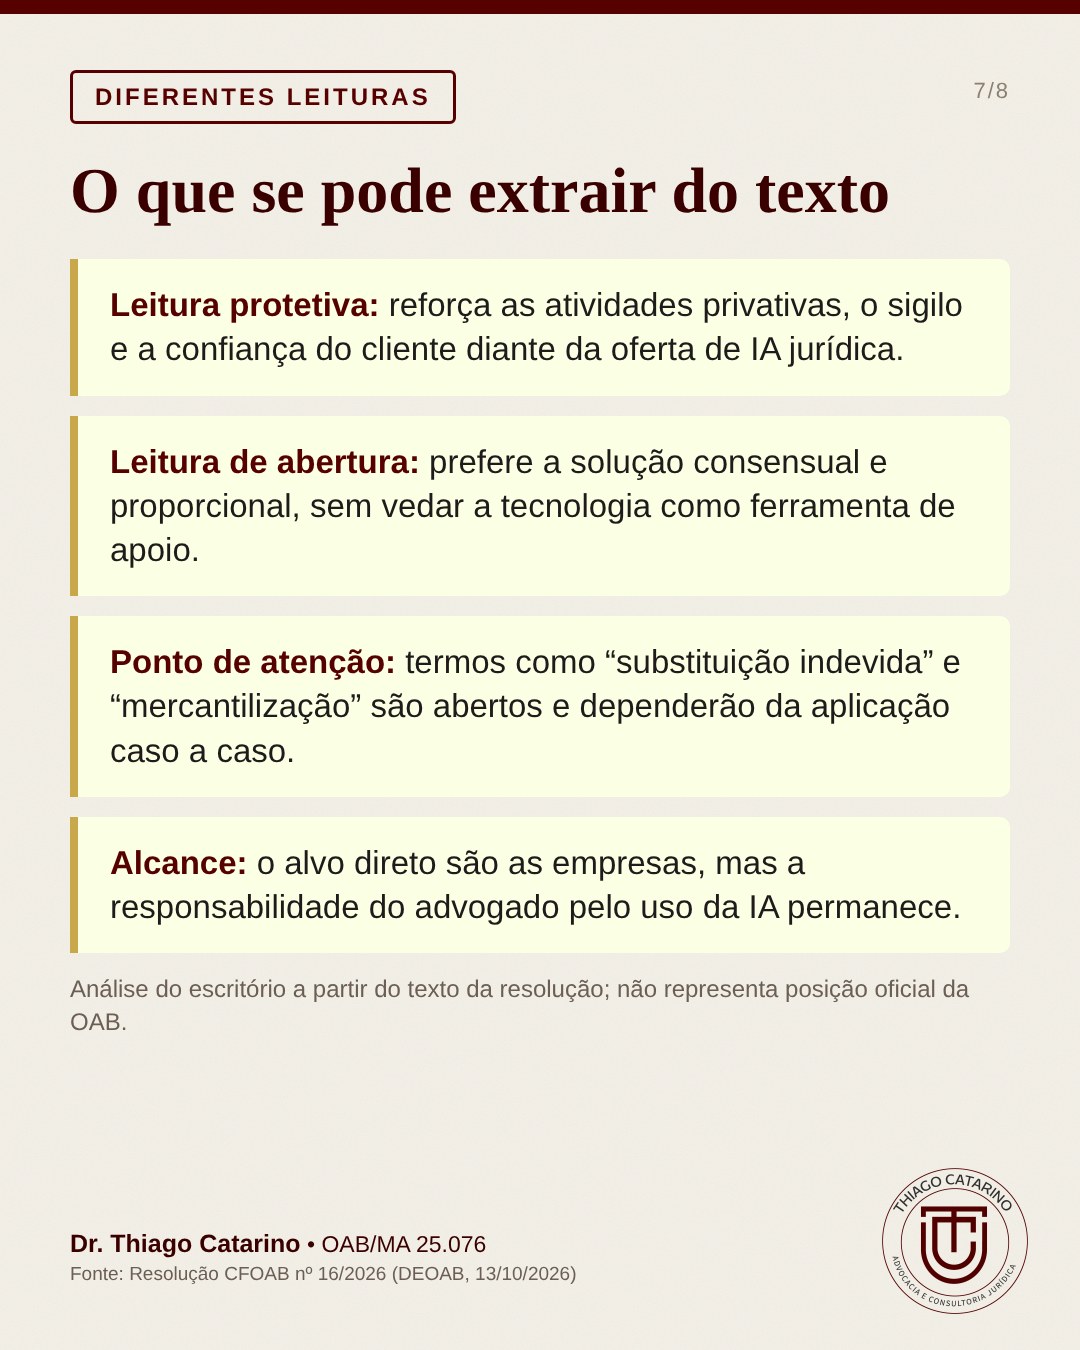 DIFERENTES LEITURAS
7/8
O que se pode extrair do texto
Leitura protetiva: reforça as atividades privativas, o sigilo
e a confiança do cliente diante da oferta de IA jurídica.
Leitura de abertura: prefere a solução consensual e
proporcional, sem vedar a tecnologia como ferramenta de
apoio.
Ponto de atenção: termos como “substituição indevida” e
“mercantilização” são abertos e dependerão da aplicação
caso a caso.
Alcance: o alvo direto são as empresas, mas a
responsabilidade do advogado pelo uso da IA permanece.
Análise do escritório a partir do texto da resolução; não representa posição oficial da
OAB.
Dr. Thiago Catarino • OAB/MA 25.076
Fonte: Resolução CFOAB nº 16/2026 (DEOAB, 13/10/2026)
THIAGO CATARINO
TC
ADVOCACIA E CONSULTORIA JURÍDICA